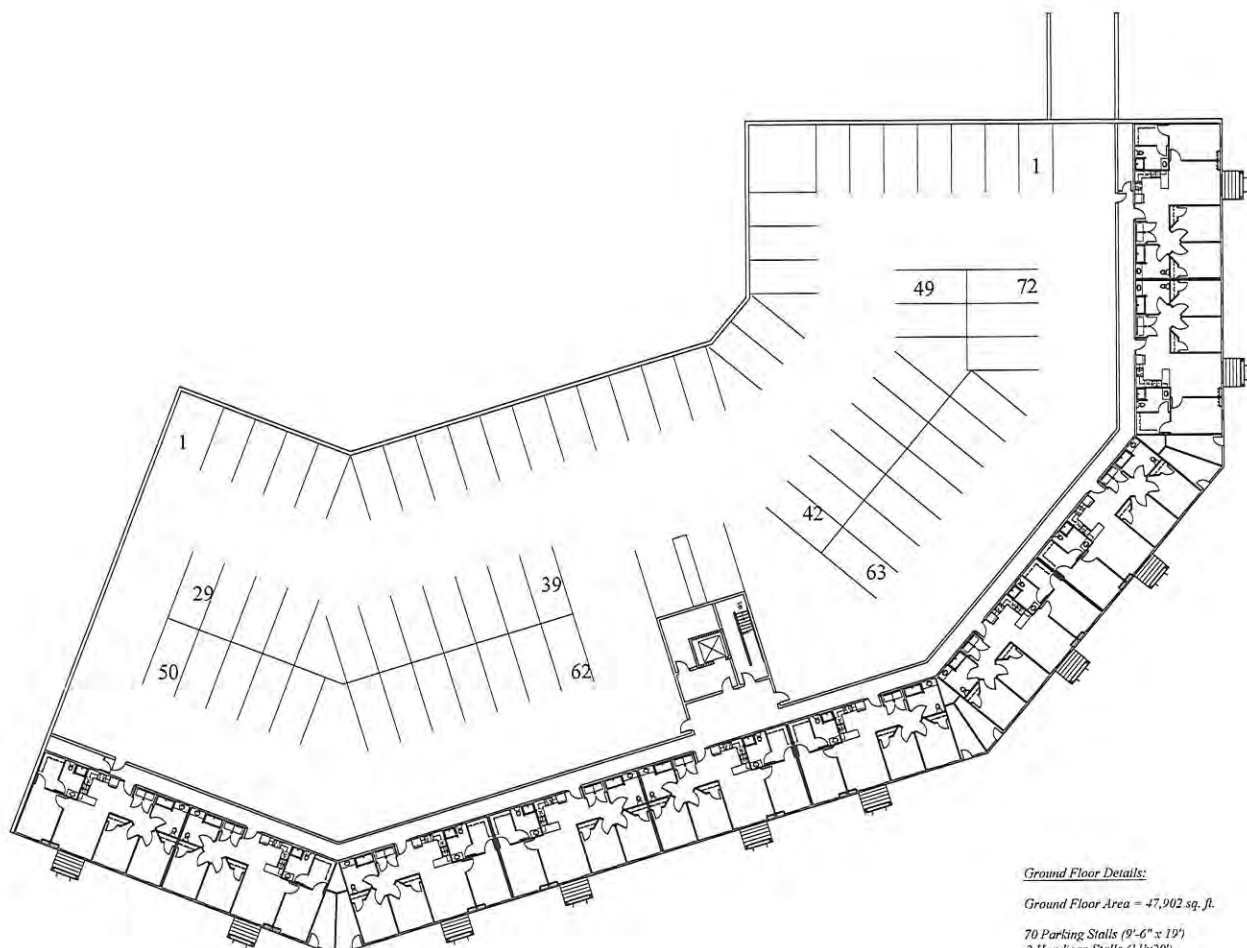 1
49 72
1
42
63
29 39
50 62
Ground Floor Details:
Ground Floor Area = 47,902 sq. ft.
70 Parking Stalls (9'-6" x 19')